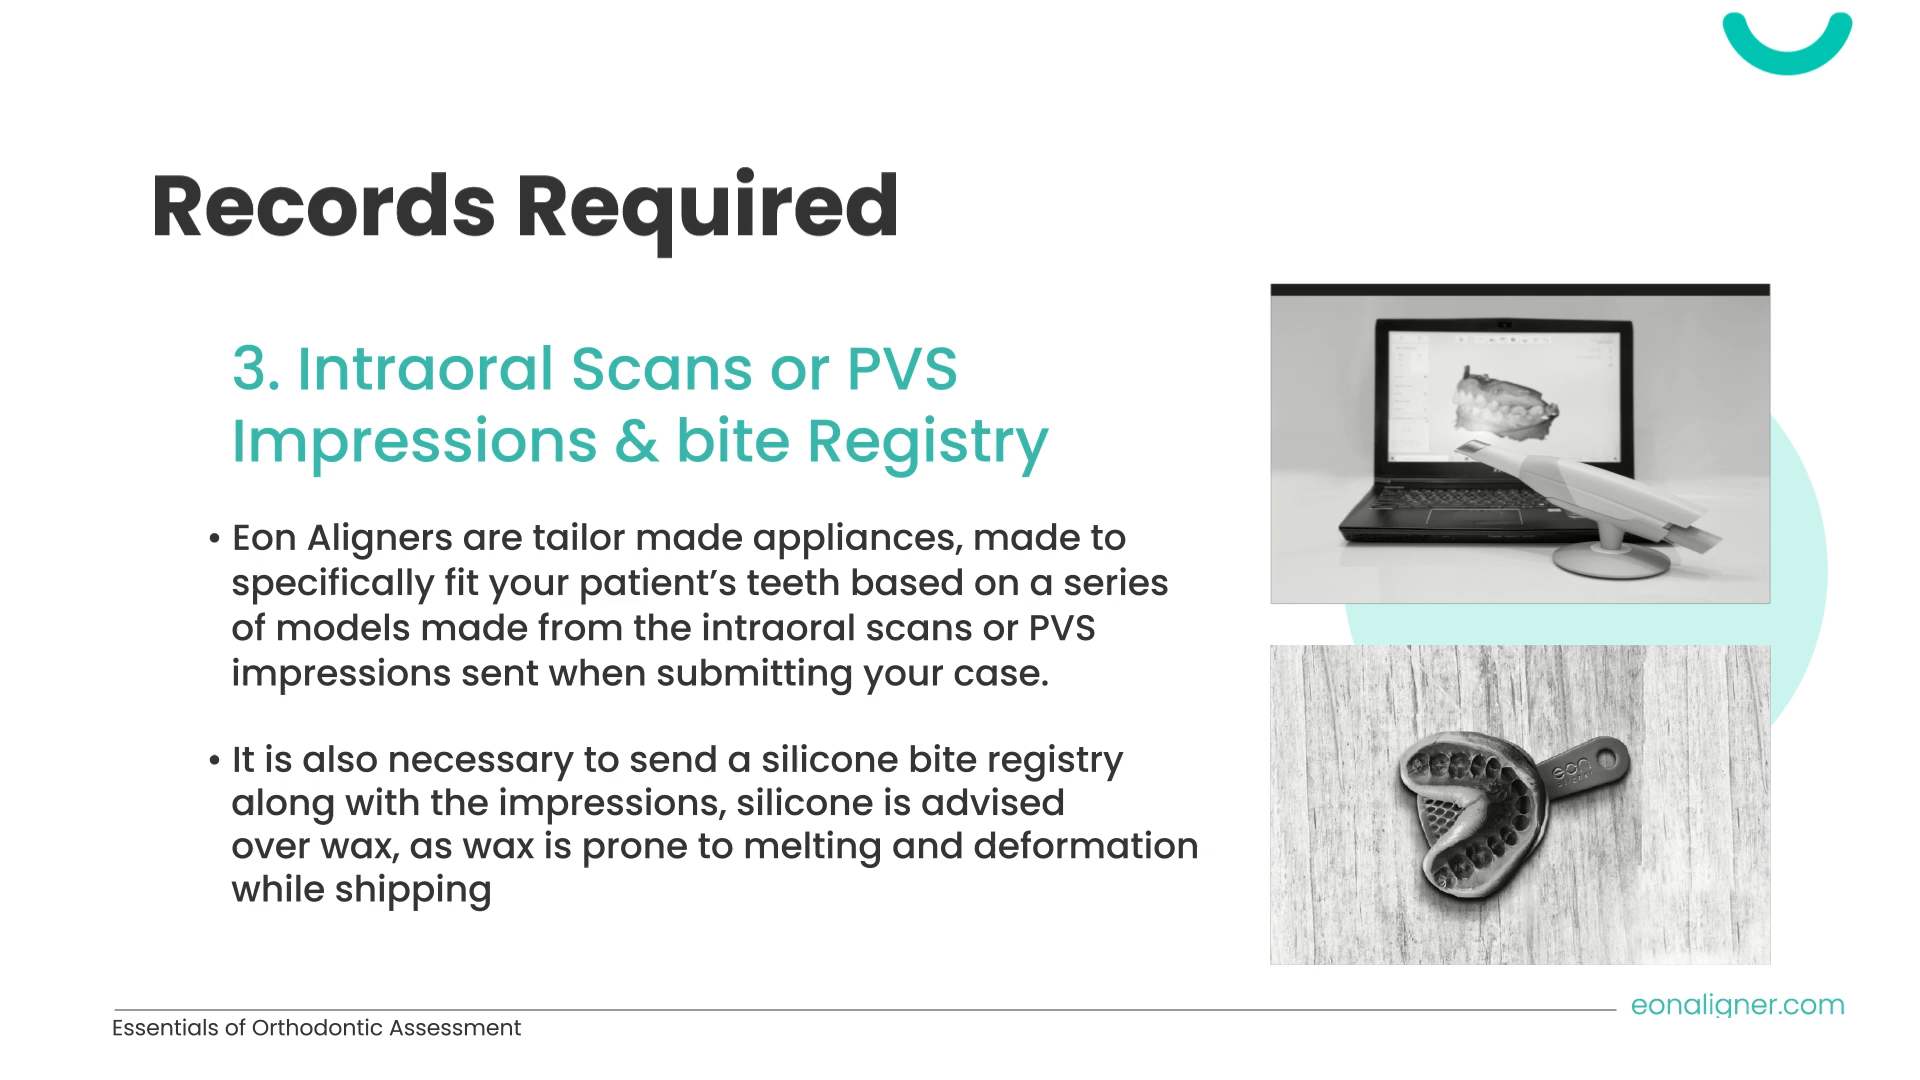 Records Required
3. Intraoral Scans or PVS
Impressions & bite Registry
• Eon Aligners are tailor made appliances, made to
specifically fit your patient’s teeth based on a series
of models made from the intraoral scans or PVS
impressions sent when submitting your case.
• It is also necessary to send a silicone bite registry
along with the impressions, silicone is advised
over wax, as wax is prone to melting and deformation
while shipping
eon
eonaligner.com
Essentials of Orthodontic Assessment